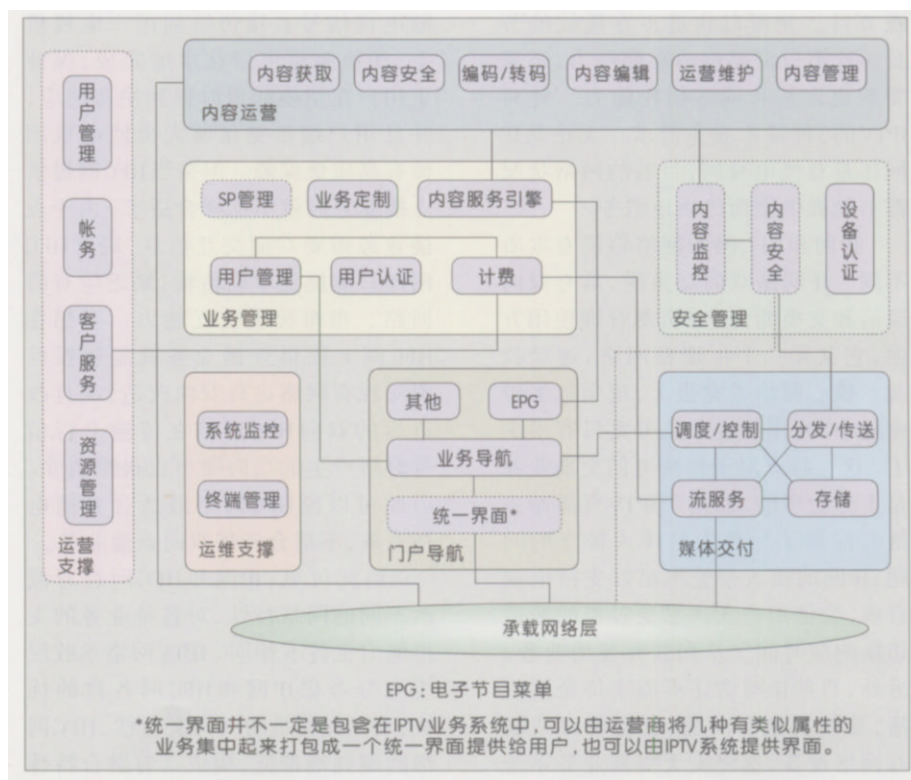 内容获取
内容安全
编码/转码
内容编辑
运营维护
内容管理
内容运营
用户管理
帐务
客户服务
资源管理
运营
支撑
SP管理
业务定制
内容服务引擎
用户管理
用户认证
计费
业务管理
内容监控
内容安全
设备认证
安全管理
系统监控
终端管理
运维支撑
其他
EPG
业务导航
统一界面*
门户导航
调度/控制
分发/传送
流服务
存储
媒体交付
承载网络层
EPG：电子节目菜单
*统一界面并不一定是包含在IPTV业务系统中，可以由运营商将几种有类似属性的
业务集中起来打包成一个统一界面提供给用户，也可以由IPTV系统提供界面。